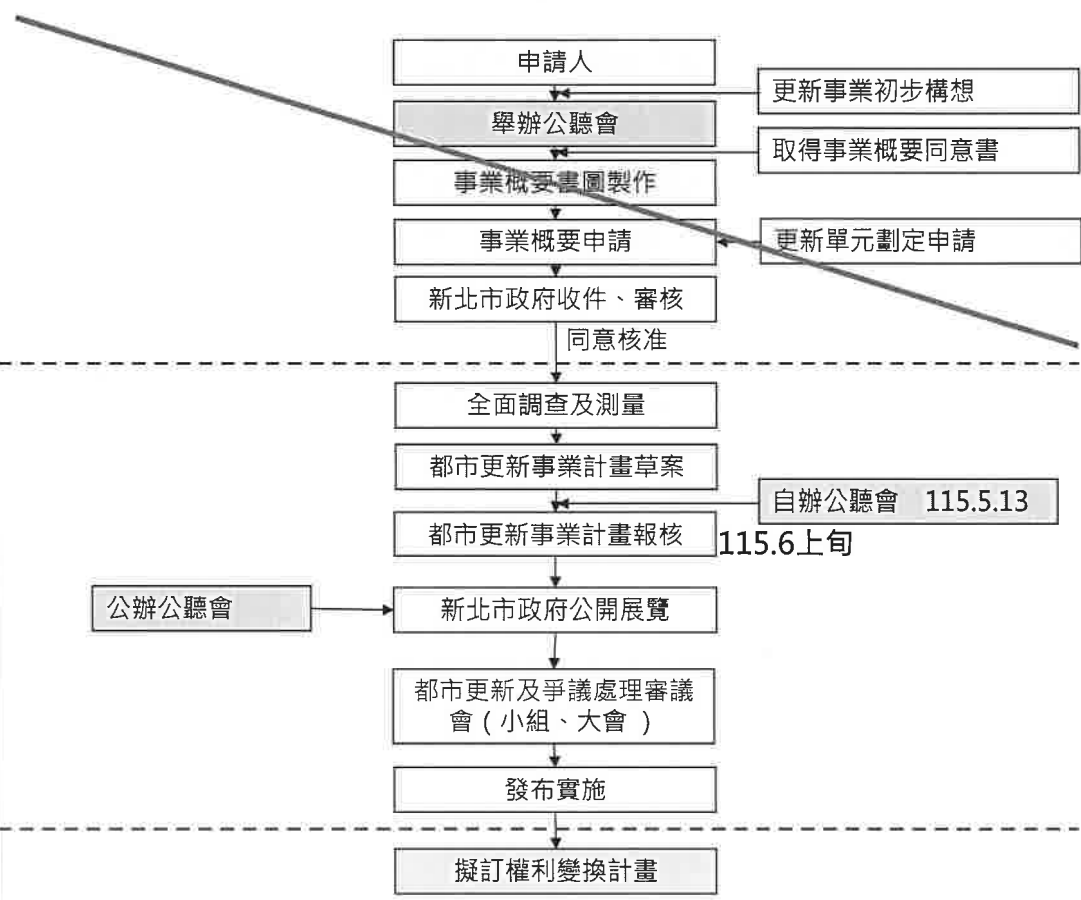 申請人
更新事業初步構想
舉辦公聽會
取得事業概要同意書
事業概要書圖製作
事業概要申請
更新單元劃定申請
新北市政府收件、審核
同意核准
全面調查及測量
都市更新事業計畫草案
自辦公聽會 115.5.13
都市更新事業計畫報核
115.6上旬
公辦公聽會
新北市政府公開展覽
都市更新及爭議處理審議
會（小組、大會 ）
發布實施
擬訂權利變換計畫